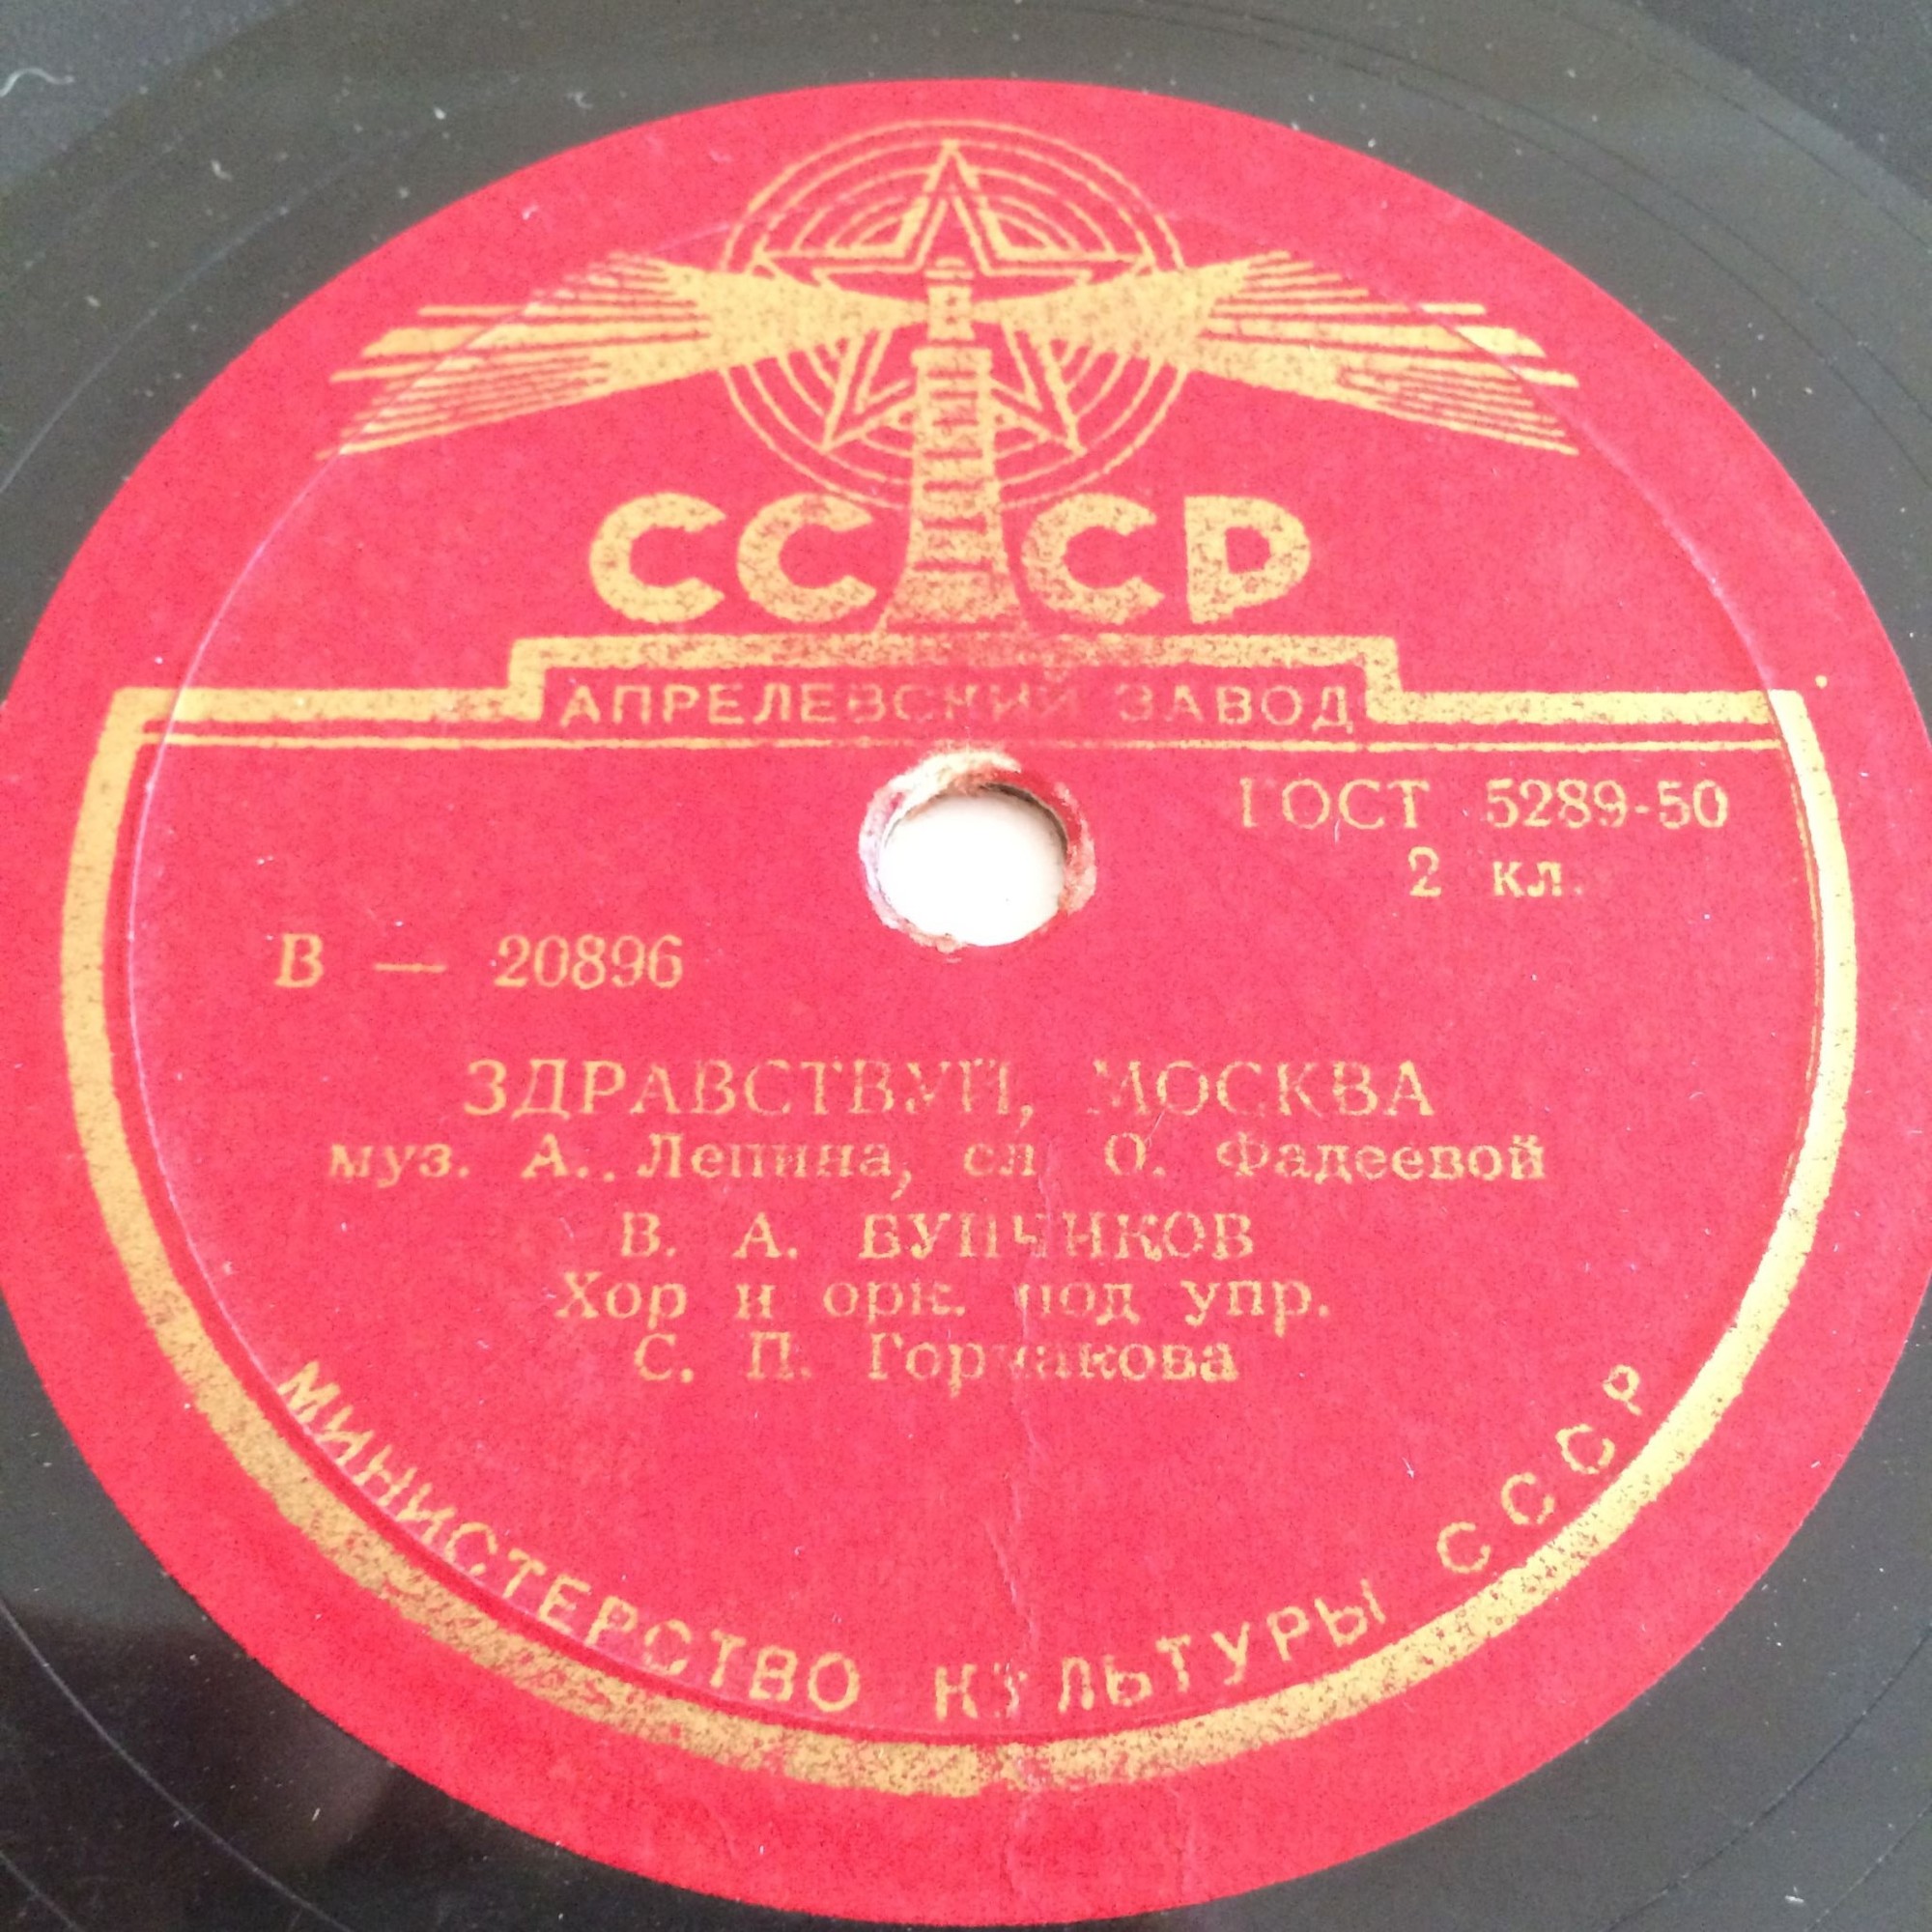 СССР
АПРЕЛЕВСКИЙ ЗАВОД
ГОСТ 5289-50
2 кл.
В — 20896
ЗДРАВСТВУЙ, МОСКВА
муз. А. Лепина, сл О. Фадеевой
В. А. БУНЧИКОВ
Хор и орк. под упр.
С. П. Горчакова
МИНИСТЕРСТВО КУЛЬТУРЫ СССР